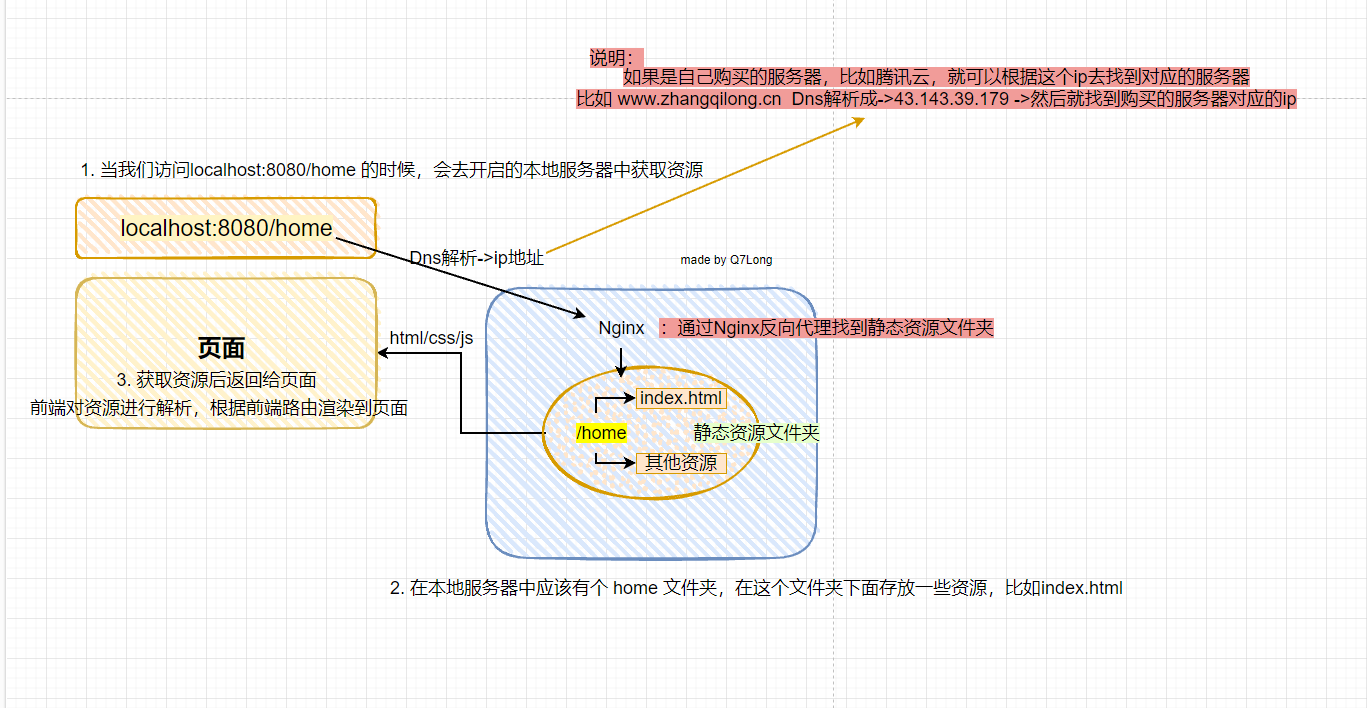 说明：
如果是自己购买的服务器，比如腾讯云，就可以根据这个ip去找到对应的服务器
比如 www.zhangqilong.cn Dns解析成->43.143.39.179 ->然后就找到购买的服务器对应的ip
1. 当我们访问localhost:8080/home 的时候，会去开启的本地服务器中获取资源
localhost:8080/home
Dns解析->ip地址
made by Q7Long
Nginx ：通过Nginx反向代理找到静态资源文件夹
html/css/js
页面
3. 获取资源后返回给页面
前端对资源进行解析，根据前端路由渲染到页面
index.html
/home
静态资源文件夹
其他资源
2. 在本地服务器中应该有个 home 文件夹，在这个文件夹下面存放一些资源，比如index.html